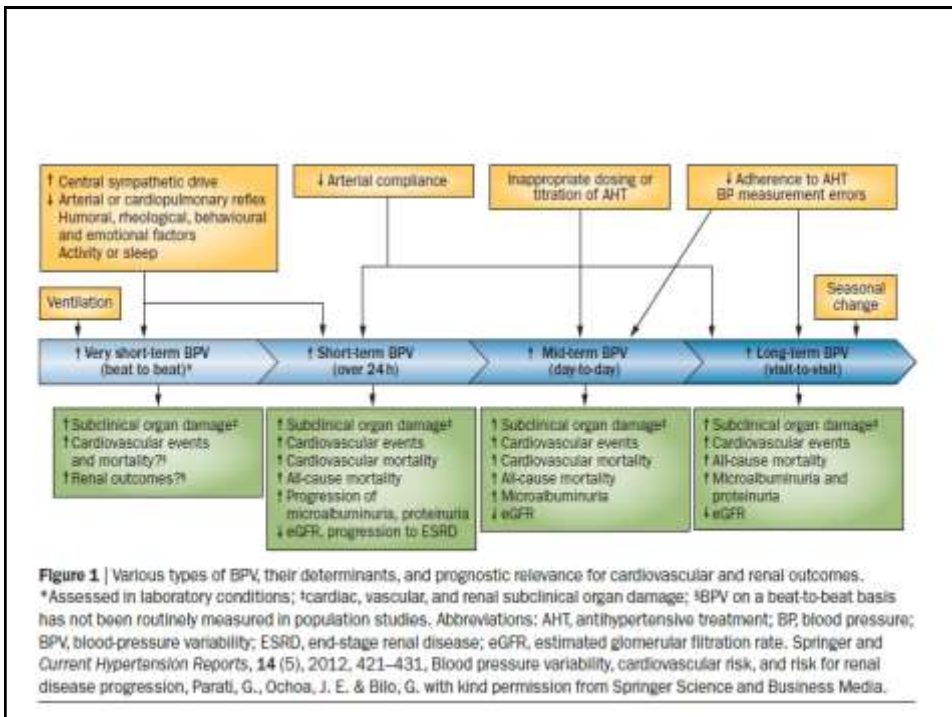 ↑ Central sympathetic drive
↓ Arterial or cardiopulmonary reflex
Humoral, rheological, behavioural
and emotional factors
Activity or sleep
↓ Arterial compliance
Inappropriate dosing or
titration of AHT
↓ Adherence to AHT
BP measurement errors
Ventilation
Seasonal
change
↑ Very short-term BPV
(beat to beat)*
↑ Short-term BPV
(over 24 h)
↑ Mid-term BPV
(day-to-day)
↑ Long-term BPV
(visit-to-visit)
↑ Subclinical organ damage‡
↑ Cardiovascular events
and mortality?§
↑ Renal outcomes?§
↑ Subclinical organ damage‡
↑ Cardiovascular events
↑ Cardiovascular mortality
↑ All-cause mortality
↑ Progression of
microalbuminuria, proteinuria
↓ eGFR, progression to ESRD
↑ Subclinical organ damage‡
↑ Cardiovascular events
↑ Cardiovascular mortality
↑ All-cause mortality
↑ Microalbuminuria
↓ eGFR
↑ Subclinical organ damage‡
↑ Cardiovascular events
↑ All-cause mortality
↑ Microalbuminuria and
proteinuria
↓ eGFR
Figure 1 | Various types of BPV, their determinants, and prognostic relevance for cardiovascular and renal outcomes.
*Assessed in laboratory conditions; ‡cardiac, vascular, and renal subclinical organ damage; §BPV on a beat-to-beat basis
has not been routinely measured in population studies. Abbreviations: AHT, antihypertensive treatment; BP, blood pressure;
BPV, blood-pressure variability; ESRD, end-stage renal disease; eGFR, estimated glomerular filtration rate. Springer and
Current Hypertension Reports, 14 (5), 2012, 421–431, Blood pressure variability, cardiovascular risk, and risk for renal
disease progression, Parati, G., Ochoa, J. E. & Bilo, G. with kind permission from Springer Science and Business Media.